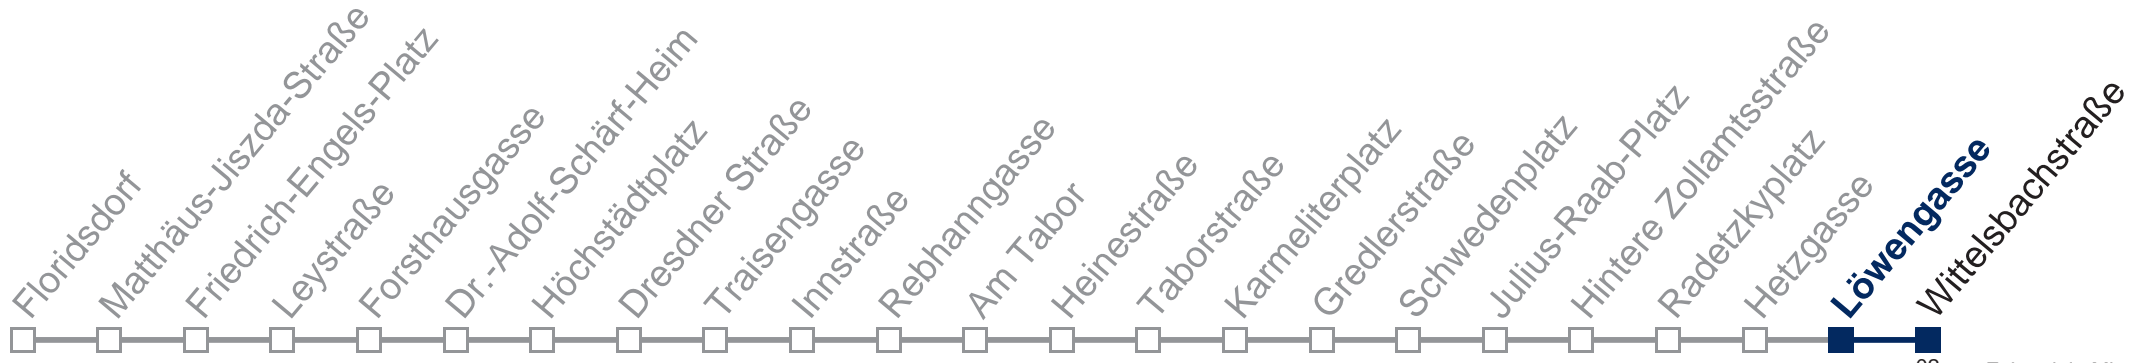 Floridsdorf
Matthäus-Jiszda-Straße
Friedrich-Engels-Platz
Leystraße
Forsthausgasse
Dr.-Adolf-Schärf-Heim
Höchstädtplatz
Dresdner Straße
Traisengasse
Innstraße
Rebhanngasse
Am Tabor
Heinestraße
Taborstraße
Karmeliterplatz
Gredlerstraße
Schwedenplatz
Julius-Raab-Platz
Hintere Zollamtsstraße
Radetzkyplatz
Hetzgasse
Löwengasse
Wittelsbachstraße